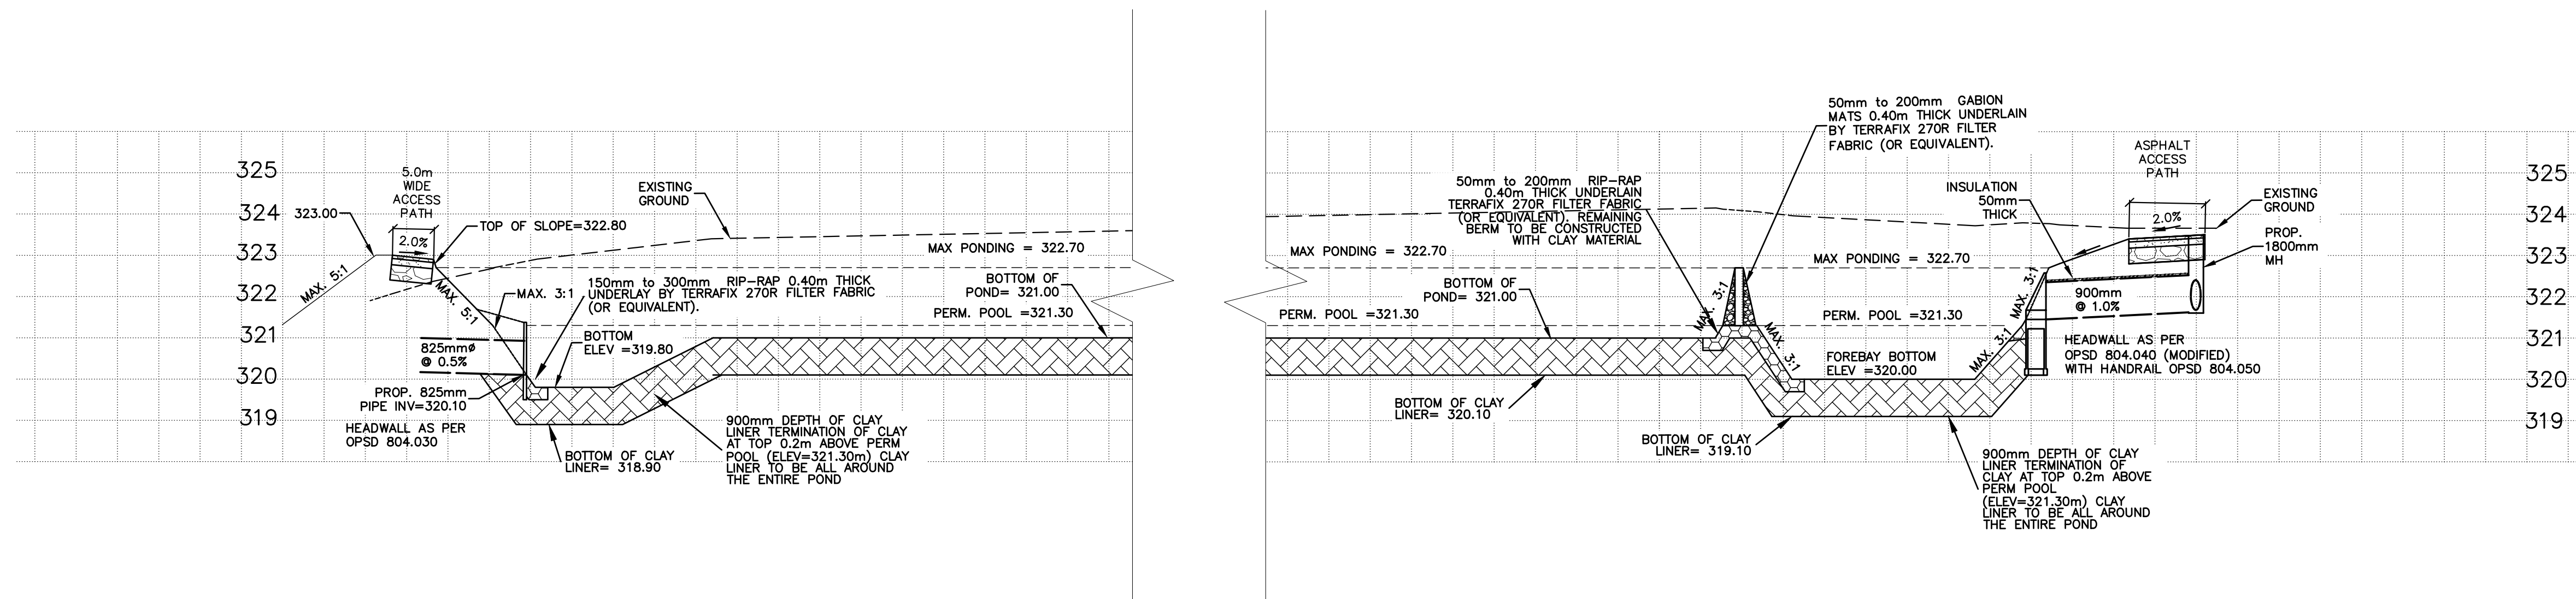 325
324
323
322
321
320
319
323.00
5.0m
WIDE
ACCESS
PATH
2.0%
MAX. 5:1
TOP OF SLOPE=322.80
EXISTING
GROUND
MAX PONDING = 322.70
MAX. 5:1
MAX. 3:1
150mm to 300mm RIP-RAP 0.40m THICK
UNDERLAY BY TERRAFIX 270R FILTER FABRIC
(OR EQUIVALENT).
BOTTOM OF
POND= 321.00
PERM. POOL =321.30
BOTTOM
ELEV =319.80
825mmø
@ 0.5%
PROP. 825mm
PIPE INV=320.10
HEADWALL AS PER
OPSD 804.030
BOTTOM OF CLAY
LINER= 318.90
900mm DEPTH OF CLAY
LINER TERMINATION OF CLAY
AT TOP 0.2m ABOVE PERM
POOL (ELEV=321.30m) CLAY
LINER TO BE ALL AROUND
THE ENTIRE POND
50mm to 200mm GABION
MATS 0.40m THICK UNDERLAIN
BY TERRAFIX 270R FILTER
FABRIC (OR EQUIVALENT).
50mm to 200mm RIP-RAP
0.40m THICK UNDERLAIN
TERRAFIX 270R FILTER FABRIC
(OR EQUIVALENT). REMAINING
BERM TO BE CONSTRUCTED
WITH CLAY MATERIAL
MAX PONDING = 322.70
BOTTOM OF
POND= 321.00
PERM. POOL =321.30
MAX. 3:1
MAX. 3:1
MAX PONDING = 322.70
PERM. POOL =321.30
FOREBAY BOTTOM
ELEV =320.00
MAX. 3:1
MAX. 3:1
BOTTOM OF CLAY
LINER= 320.10
BOTTOM OF CLAY
LINER= 319.10
900mm DEPTH OF CLAY
LINER TERMINATION OF
CLAY AT TOP 0.2m ABOVE
PERM POOL
(ELEV=321.30m) CLAY
LINER TO BE ALL AROUND
THE ENTIRE POND
INSULATION
50mm
THICK
ASPHALT
ACCESS
PATH
2.0%
EXISTING
GROUND
PROP.
1800mm
MH
900mm
@ 1.0%
HEADWALL AS PER
OPSD 804.040 (MODIFIED)
WITH HANDRAIL OPSD 804.050
325
324
323
322
321
320
319